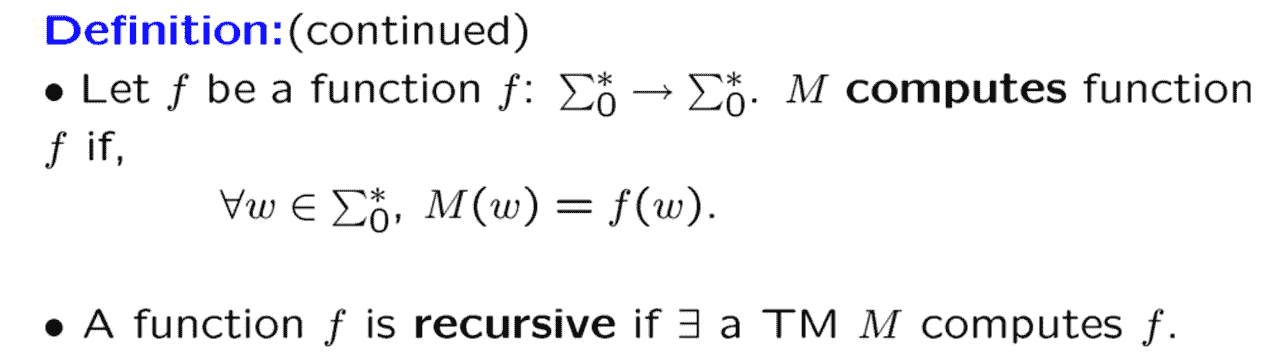 Definition:(continued)
• Let f be a function f: Σ₀* → Σ₀*. M computes function
f if,
∀w ∈ Σ₀*, M(w) = f(w).
• A function f is recursive if ∃ a TM M computes f.